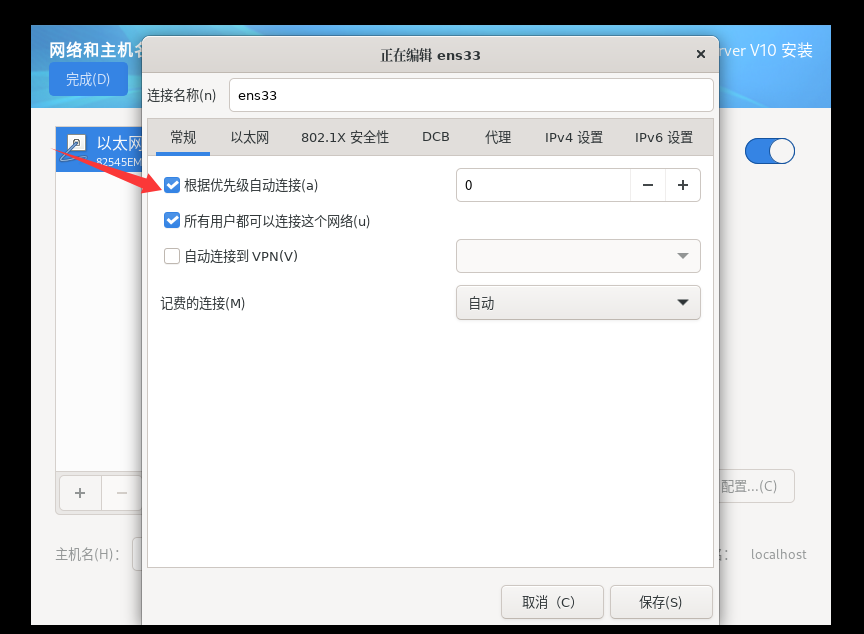 网络和主机名
rver V10 安装
正在编辑 ens33
完成(D)
连接名称(n)
ens33
以太网
82545EM
常规
以太网
802.1X 安全性
DCB
代理
IPv4 设置
IPv6 设置
根据优先级自动连接(a)
0
所有用户都可以连接这个网络(u)
自动连接到 VPN(V)
记费的连接(M)
自动
配置...(C)
主机名(H)：
localhost
取消（C）
保存(S)